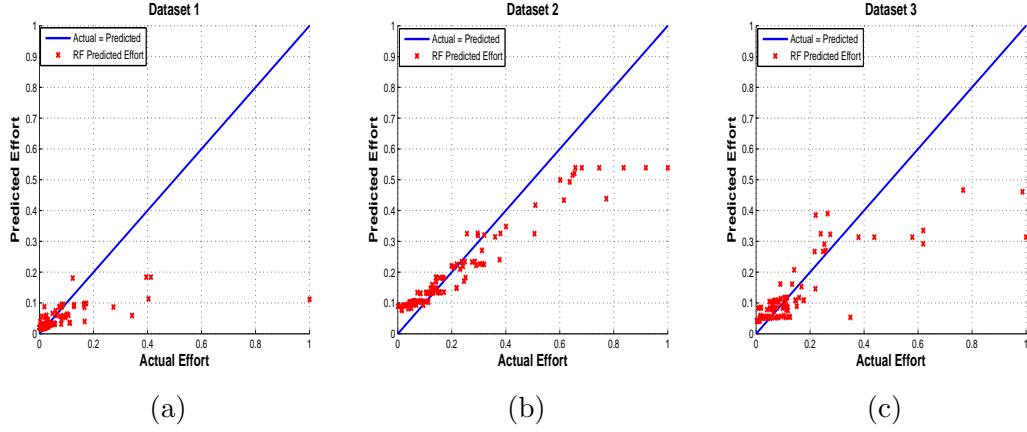 Dataset 1
Actual = Predicted
RF Predicted Effort
Predicted Effort
1
0.9
0.8
0.7
0.6
0.5
0.4
0.3
0.2
0.1
0
0 0.2 0.4 0.6 0.8 1
Actual Effort
(a)
Dataset 2
Actual = Predicted
RF Predicted Effort
Predicted Effort
1
0.9
0.8
0.7
0.6
0.5
0.4
0.3
0.2
0.1
0
0 0.2 0.4 0.6 0.8 1
Actual Effort
(b)
Dataset 3
Actual = Predicted
RF Predicted Effort
Predicted Effort
1
0.9
0.8
0.7
0.6
0.5
0.4
0.3
0.2
0.1
0
0 0.2 0.4 0.6 0.8 1
Actual Effort
(c)